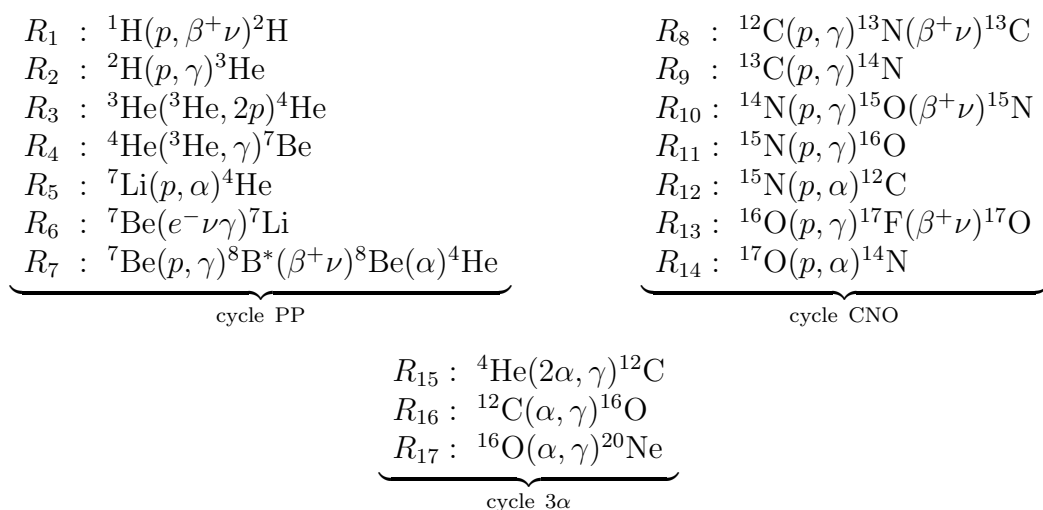 R₁ : ¹H(p, β⁺ν)²H
R₂ : ²H(p, γ)³He
R₃ : ³He(³He, 2p)⁴He
R₄ : ⁴He(³He, γ)⁷Be
R₅ : ⁷Li(p, α)⁴He
R₆ : ⁷Be(e⁻νγ)⁷Li
R₇ : ⁷Be(p, γ)⁸B*(β⁺ν)⁸Be(α)⁴He
cycle PP
R₈ : ¹²C(p, γ)¹³N(β⁺ν)¹³C
R₉ : ¹³C(p, γ)¹⁴N
R₁₀ : ¹⁴N(p, γ)¹⁵O(β⁺ν)¹⁵N
R₁₁ : ¹⁵N(p, γ)¹⁶O
R₁₂ : ¹⁵N(p, α)¹²C
R₁₃ : ¹⁶O(p, γ)¹⁷F(β⁺ν)¹⁷O
R₁₄ : ¹⁷O(p, α)¹⁴N
cycle CNO
R₁₅ : ⁴He(2α, γ)¹²C
R₁₆ : ¹²C(α, γ)¹⁶O
R₁₇ : ¹⁶O(α, γ)²⁰Ne
cycle 3α